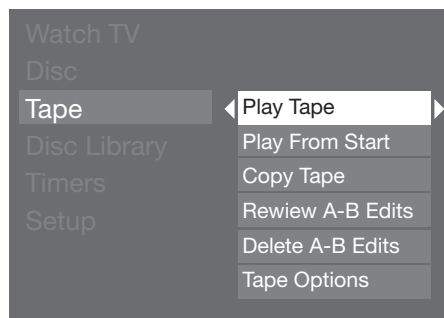 Watch TV
Disc
Tape
Disc Library
Timers
Setup
Play Tape
Play From Start
Copy Tape
Rewiew A-B Edits
Delete A-B Edits
Tape Options